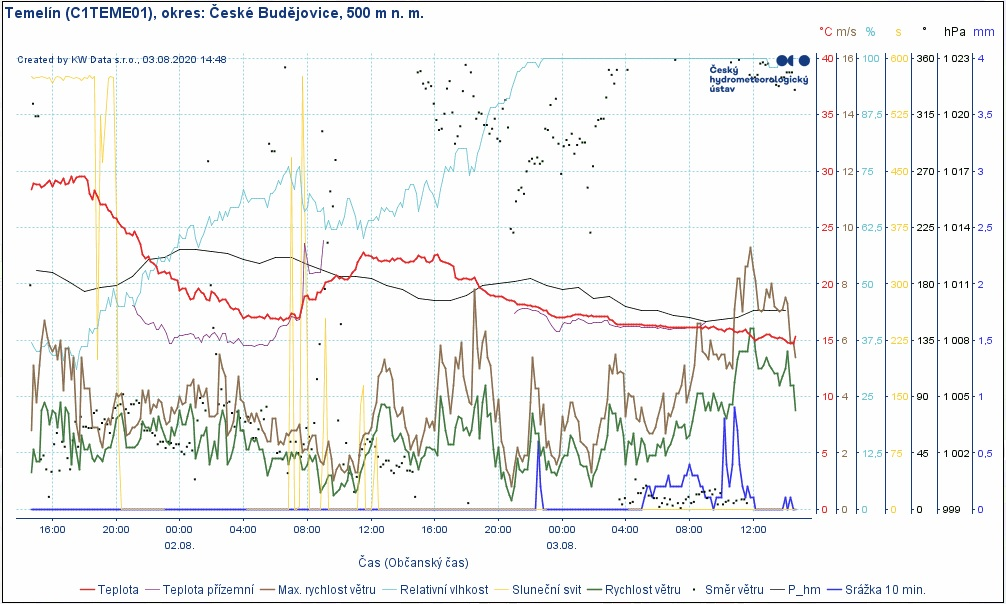 Temelín (C1TEME01), okres: České Budějovice, 500 m n. m.
°C m/s % s ° hPa mm
Created by KW Data s.r.o., 03.08.2020 14:48
Český
hydrometeorologický
ústav
40 16 100 600 360 1 023 4
35 14 87,5 525 315 1 020 3,5
30 12 75 450 270 1 017 3
25 10 62,5 375 225 1 014 2,5
20 8 50 300 180 1 011 2
15 6 37,5 225 135 1 008 1,5
10 4 25 150 90 1 005 1
5 2 12,5 75 45 1 002 0,5
0 0 0 0 0 999 0
16:00 20:00 00:00 04:00 08:00 12:00 16:00 20:00 00:00 04:00 08:00 12:00
02.08. 03.08.
Čas (Občanský čas)
Teplota Teplota přízemní Max. rychlost větru Relativní vlhkost Sluneční svit Rychlost větru Směr větru P_hm Srážka 10 min.